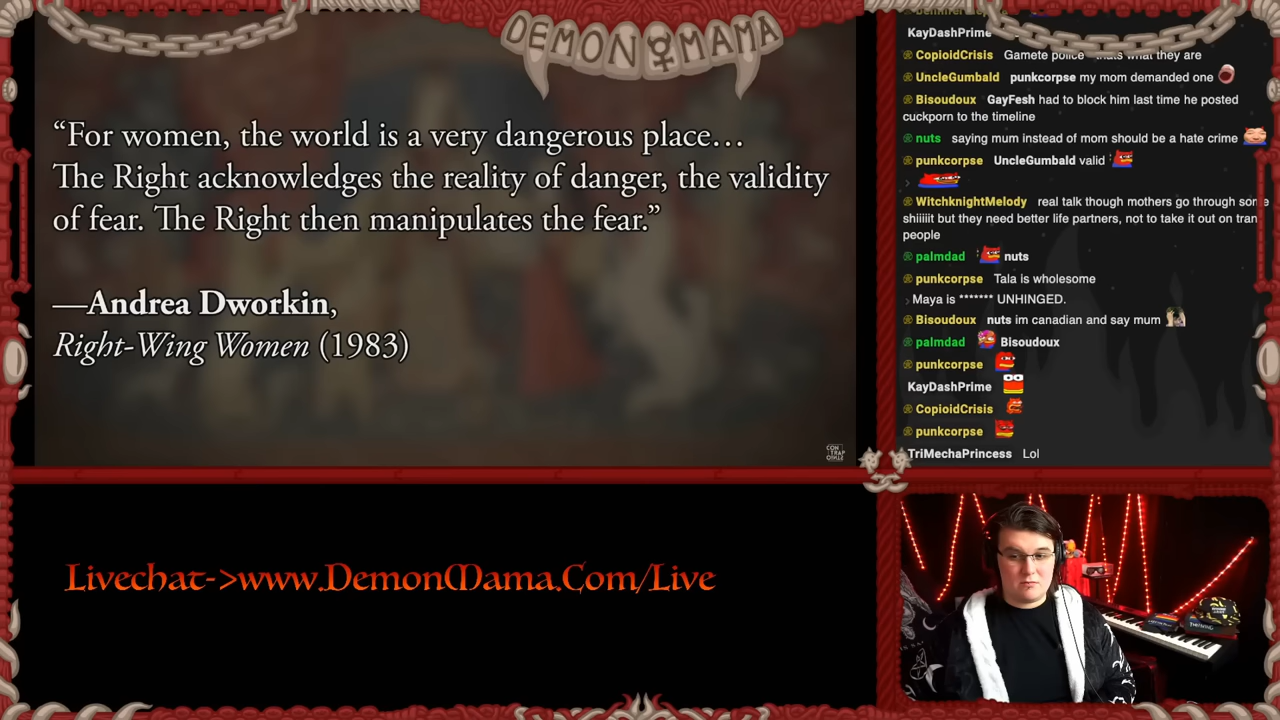 DEMON MAMA
“For women, the world is a very dangerous place…
The Right acknowledges the reality of danger, the validity
of fear. The Right then manipulates the fear.”
—Andrea Dworkin,
Right-Wing Women (1983)
CON
TRAP
Livechat->www.DemonMama.Com/Live
KayDashPrime
CopioidCrisis Gamete police thats what they are
UncleGumbald punkcorpse my mom demanded one
Bisoudoux GayFesh had to block him last time he posted
cuckporn to the timeline
nuts saying mum instead of mom should be a hate crime
punkcorpse UncleGumbald valid
WitchknightMelody real talk though mothers go through some
shiiiiit but they need better life partners, not to take it out on tran
people
palmdad nuts
punkcorpse Tala is wholesome
Maya is ******* UNHINGED.
Bisoudoux nuts im canadian and say mum
palmdad Bisoudoux
punkcorpse
KayDashPrime
CopioidCrisis
punkcorpse
TriMechaPrincess Lol